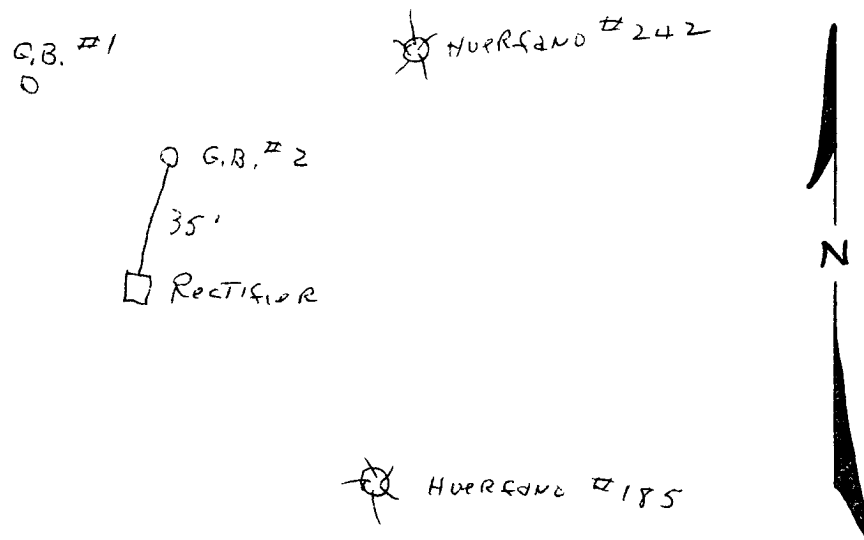 G.B. #1
HUERFANO #242
G.B. #2
35'
RECTIFIER
N
HUERFANO #185